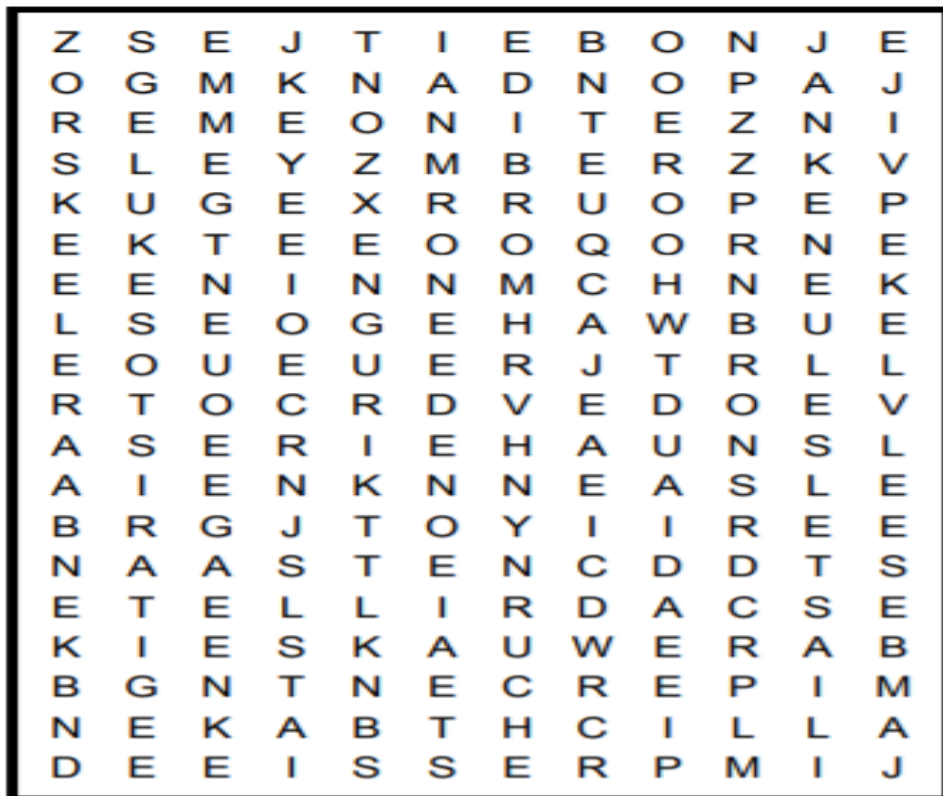 Z S E J T I E B O N J E
O G M K N A D N O P A J
R E M E O N I T E Z N I
S L E Y Z M B E R Z K V
K U G E X R R U O P E P
E K T E E O O Q O R N E
E E N I N N M C H N E K
L S E O G E H A W B U E
E O U E U E R J T R L L
R T O C R D V E D O E V
A S E R I E H A U N S L
A I E N K N N E A S L E
B R G J T O Y I I R E E
N A A S T E N C D D T S
E T E L L I R D A C S E
K I E S K A U W E R A B
B G N T N E C R E P I M
N E K A B T H C I L L A
D E E I S S E R P M I J